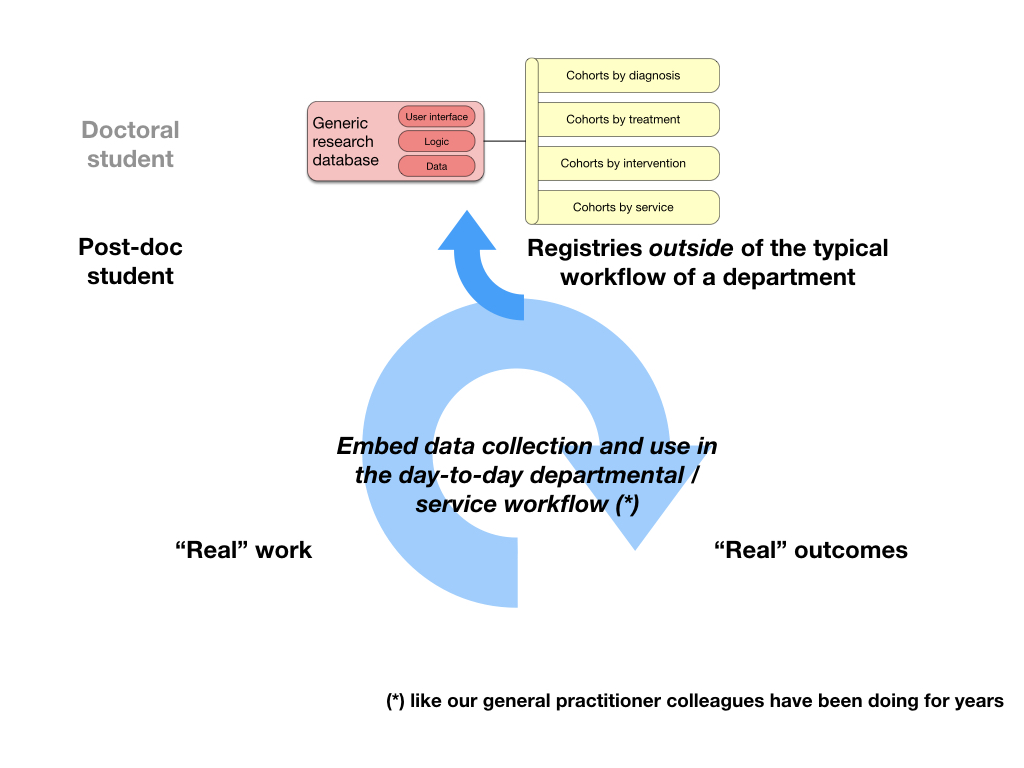 Cohorts by diagnosis
Doctoral
student
Generic
research
database
User interface
Logic
Data
Cohorts by treatment
Cohorts by intervention
Cohorts by service
Post-doc
student
Registries outside of the typical
workflow of a department
Embed data collection and use in
the day-to-day departmental /
service workflow (*)
“Real” work
“Real” outcomes
(*) like our general practitioner colleagues have been doing for years